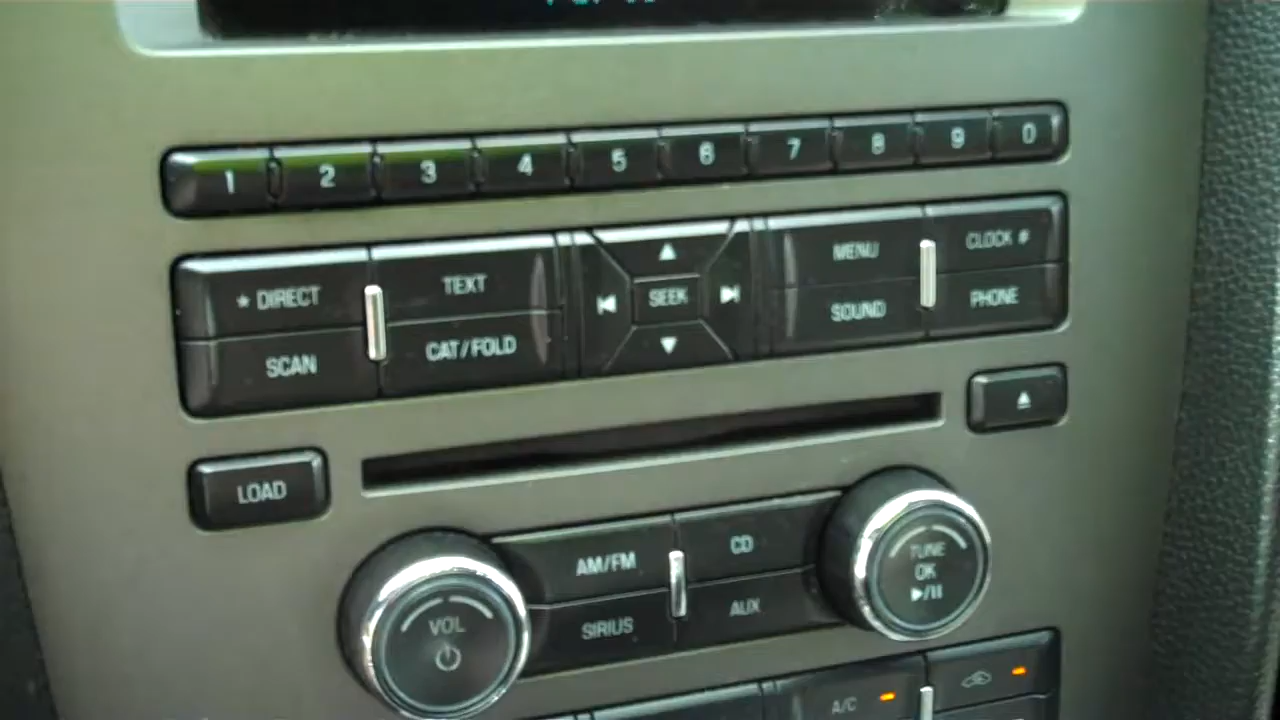 1 2 3 4 5 6 7 8 9 0
* DIRECT TEXT SEEK MENU CLOCK #
SCAN CAT/FOLD SOUND PHONE
LOAD
AM/FM CD
SIRIUS AUX
VOL
TUNE
OK
A/C